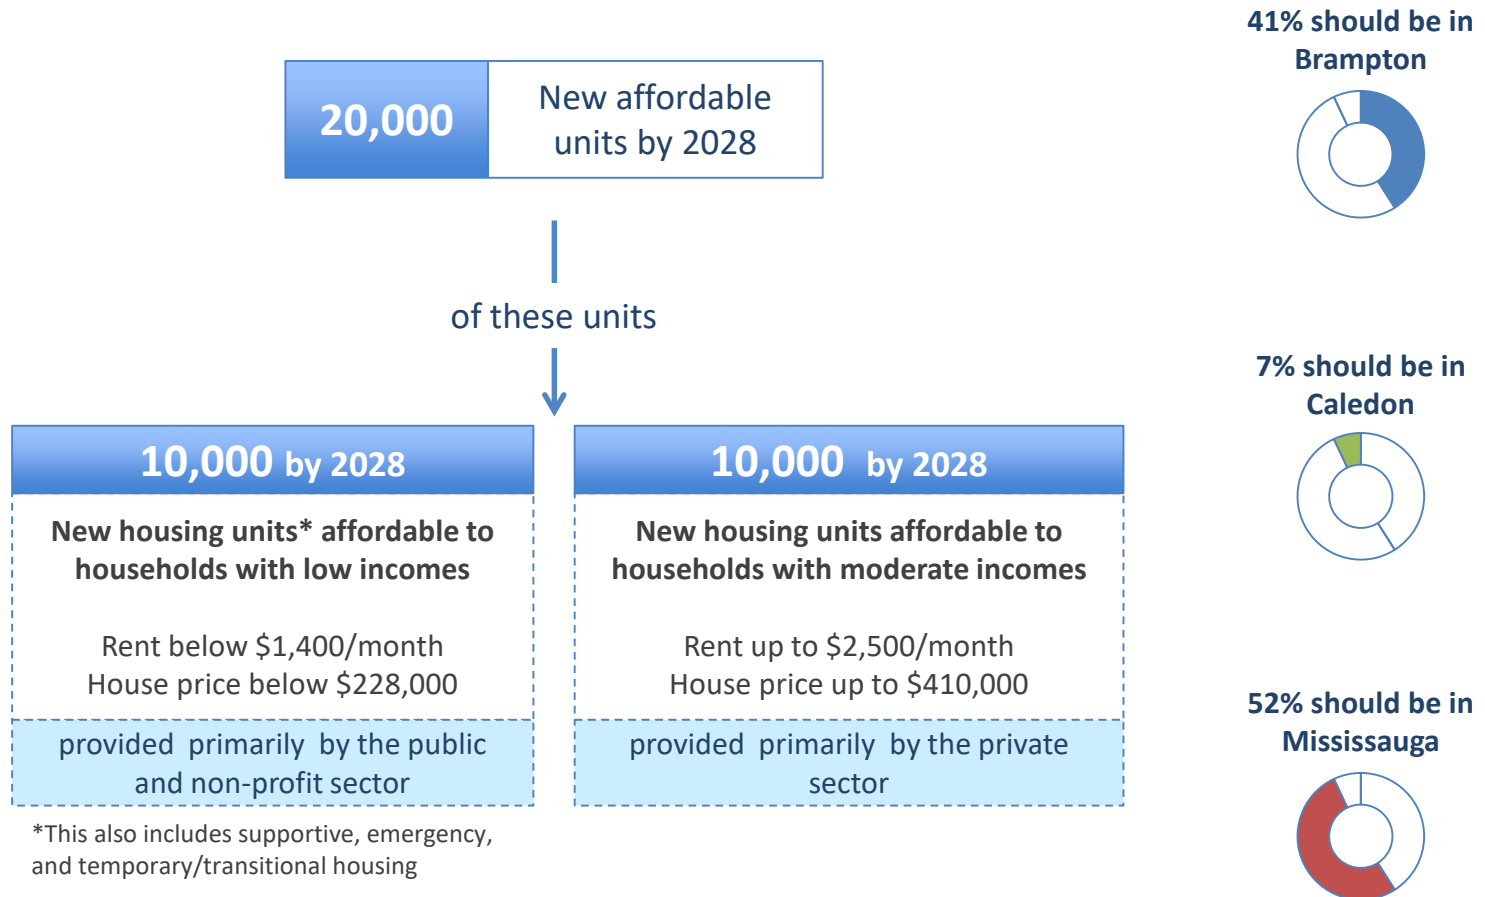 20,000
New affordable
units by 2028
of these units
10,000 by 2028
New housing units* affordable to
households with low incomes
Rent below $1,400/month
House price below $228,000
provided primarily by the public
and non-profit sector
*This also includes supportive, emergency,
and temporary/transitional housing
10,000 by 2028
New housing units affordable to
households with moderate incomes
Rent up to $2,500/month
House price up to $410,000
provided primarily by the private
sector
41% should be in
Brampton
7% should be in
Caledon
52% should be in
Mississauga